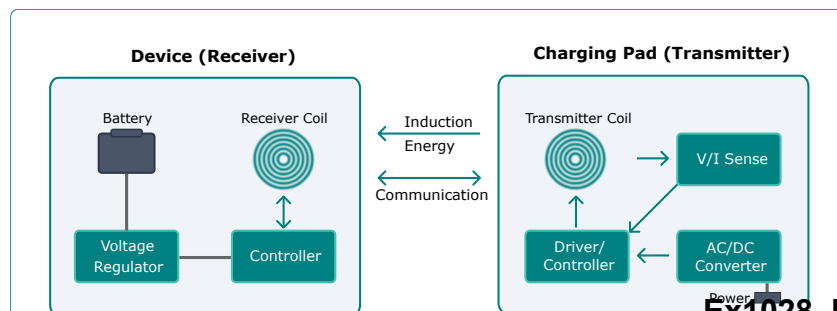 Device (Receiver)
Battery
Receiver Coil
Voltage
Regulator
Controller
Induction
Energy
Communication
Charging Pad (Transmitter)
Transmitter Coil
V/I Sense
Driver/
Controller
AC/DC
Converter
Power
Ex1028